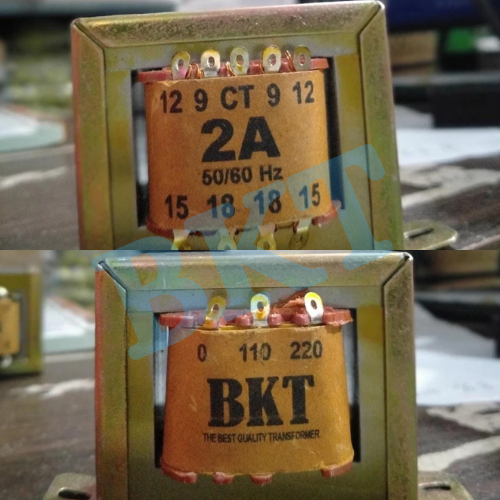 12 9 CT 9 12
2A
50/60 Hz
15 18 18 15
BKT
0 110 220
BKT
THE BEST QUALITY TRANSFORMER